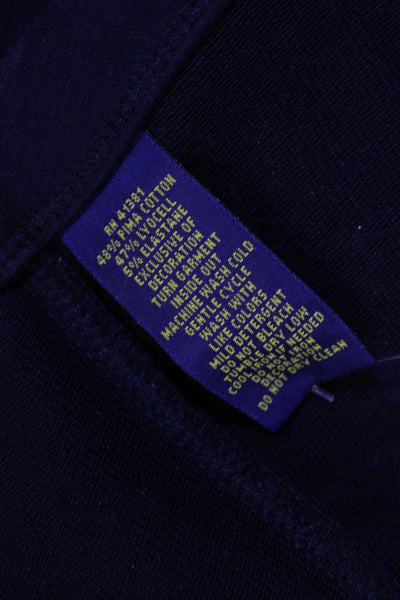 RN 41381
48% PIMA COTTON
47% LYOCELL
5% ELASTANE
EXCLUSIVE OF
DECORATION
TURN GARMENT
INSIDE OUT
MACHINE WASH COLD
GENTLE CYCLE
WASH WITH
LIKE COLORS
MILD DETERGENT
DO NOT BLEACH
TUMBLE DRY LOW
COOL IRON IF NEEDED
DO NOT IRON
DECORATION
DO NOT DRY CLEAN